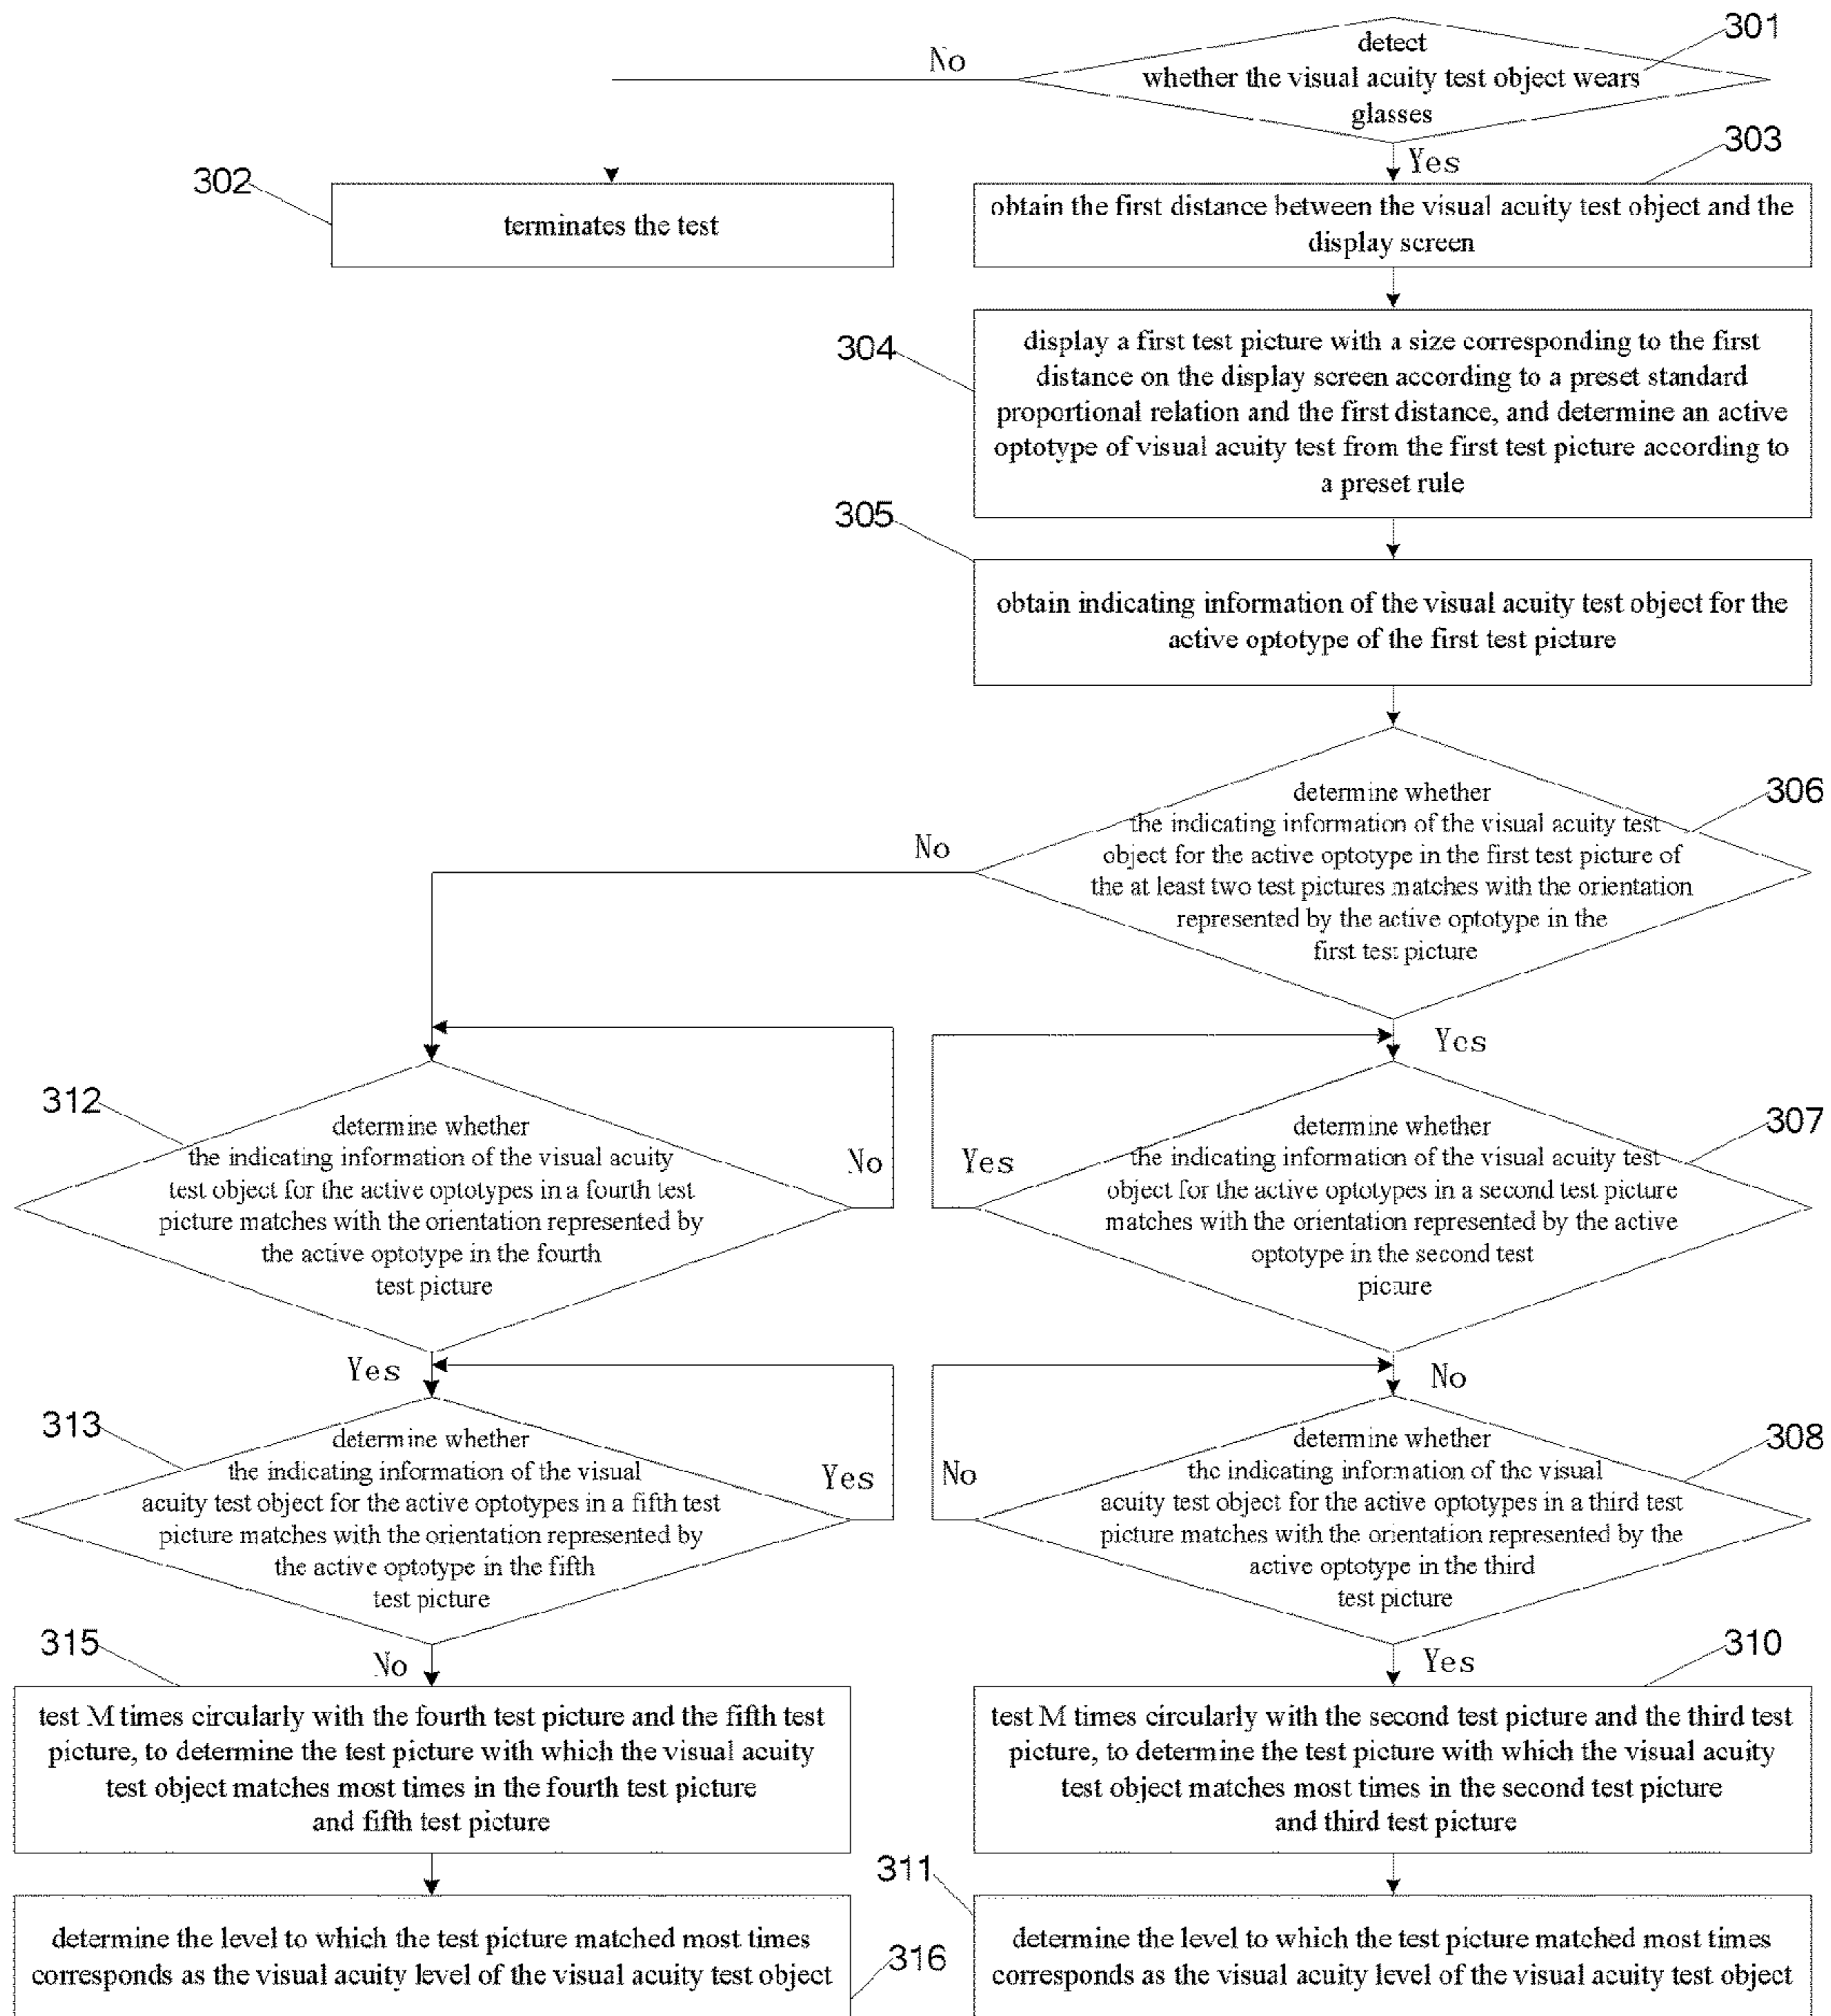 301
detect
whether the visual acuity test object wears
glasses
No
Yes
303
302
terminates the test
obtain the first distance between the visual acuity test object and the
display screen
304
display a first test picture with a size corresponding to the first
distance on the display screen according to a preset standard
proportional relation and the first distance, and determine an active
optotype of visual acuity test from the first test picture according to
a preset rule
305
obtain indicating information of the visual acuity test object for the
active optotype of the first test picture
306
determine whether
the indicating information of the visual acuity test
object for the active optotype in the first test picture of
the at least two test pictures matches with the orientation
represented by the active optotype in the
first test picture
No
Yes
312
determine whether
the indicating information of the visual acuity
test object for the active optotypes in a fourth test
picture matches with the orientation represented by
the active optotype in the fourth
test picture
No
Yes
307
determine whether
the indicating information of the visual acuity test
object for the active optotypes in a second test picture
matches with the orientation represented by the active
optotype in the second test
picture
Yes
No
313
determine whether
the indicating information of the visual
acuity test object for the active optotypes in a fifth test
picture matches with the orientation represented by
the active optotype in the fifth
test picture
Yes
No
308
determine whether
the indicating information of the visual
acuity test object for the active optotypes in a third test
picture matches with the orientation represented by the
active optotype in the third
test picture
No
Yes
315
test M times circularly with the fourth test picture and the fifth test
picture, to determine the test picture with which the visual acuity
test object matches most times in the fourth test picture
and fifth test picture
310
test M times circularly with the second test picture and the third test
picture, to determine the test picture with which the visual acuity
test object matches most times in the second test picture
and third test picture
determine the level to which the test picture matched most times
corresponds as the visual acuity level of the visual acuity test object
316
311
determine the level to which the test picture matched most times
corresponds as the visual acuity level of the visual acuity test object